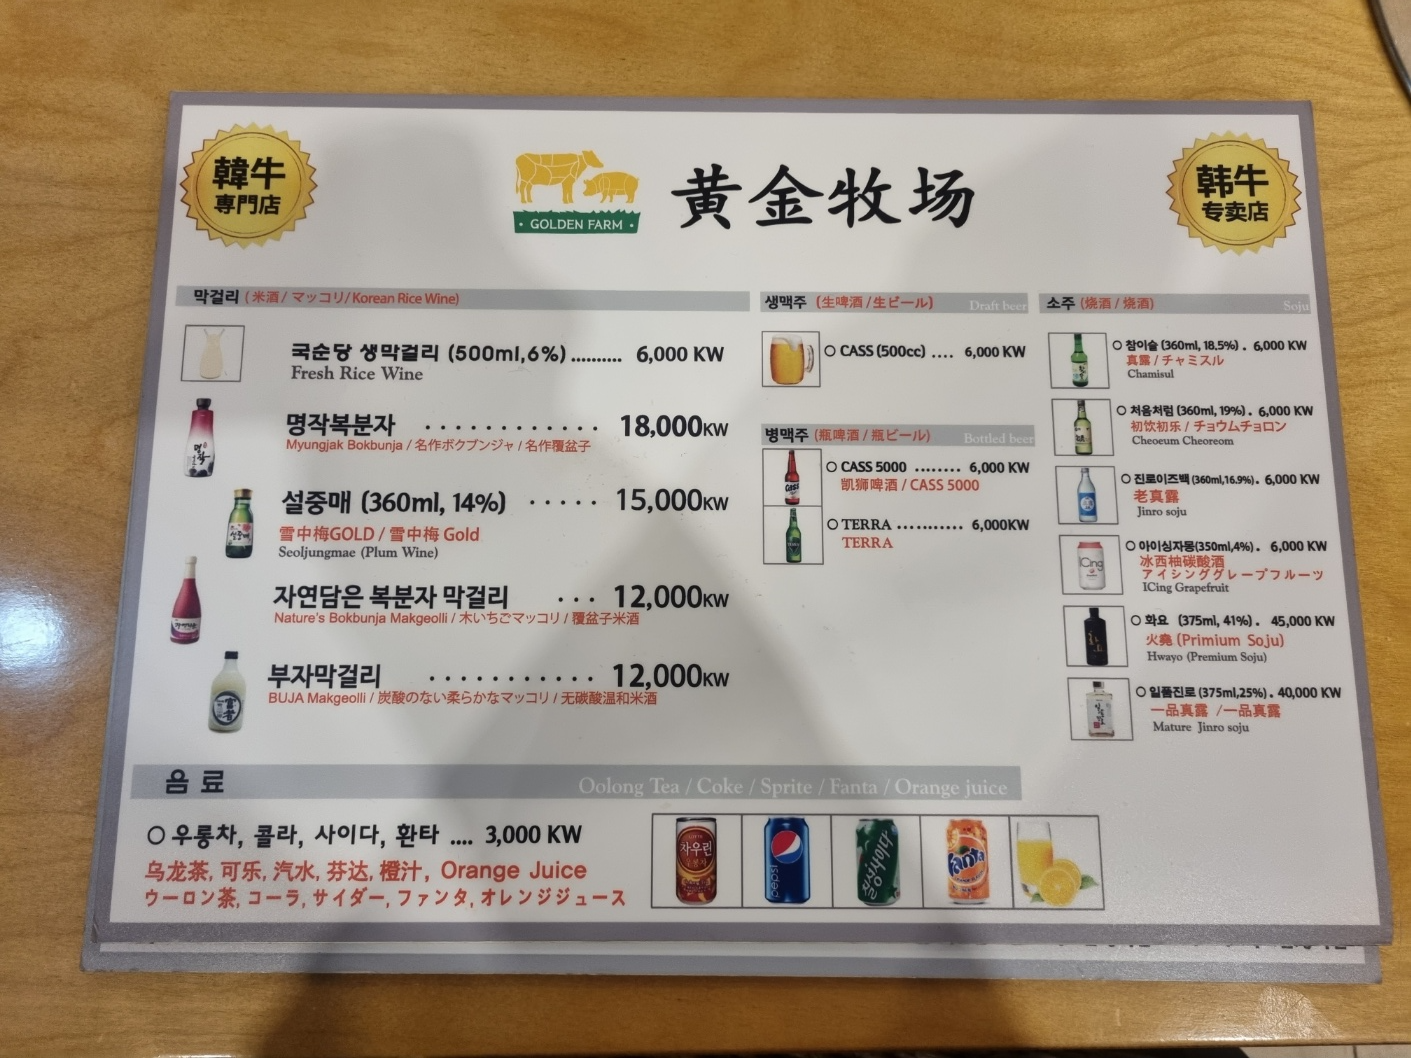 韓牛
専門店
GOLDEN FARM
黄金牧场
韩牛
专卖店
막걸리 (米酒 / マッコリ/ Korean Rice Wine)
국순당 생막걸리 (500ml,6%) .......... 6,000 KW
Fresh Rice Wine
명작복분자 ............. 18,000KW
Myungjak Bokbunja / 名作ボクブンジャ / 名作覆盆子
설중매 (360ml, 14%) ..... 15,000KW
雪中梅GOLD / 雪中梅 Gold
Seoljungmae (Plum Wine)
자연담은 복분자 막걸리 ... 12,000KW
Nature's Bokbunja Makgeolli / 木いちごマッコリ / 覆盆子米酒
부자막걸리 ........... 12,000KW
BUJA Makgeolli / 炭酸のない柔らかなマッコリ / 无碳酸温和米酒
생맥주 (生啤酒 / 生ビール) Draft beer
○ CASS (500cc) .... 6,000 KW
병맥주 (瓶啤酒 / 瓶ビール) Bottled beer
○ CASS 5000 ........ 6,000 KW
凯狮啤酒 / CASS 5000
○ TERRA .......... 6,000KW
TERRA
소주 (烧酒 / 烧酒) Soju
○ 참이슬 (360ml, 18.5%) . 6,000 KW
真露 / チャミスル
Chamisul
○ 처음처럼 (360ml, 19%) . 6,000 KW
初饮初乐 / チョウムチョロン
Cheoeum Cheoreom
○ 진로이즈백 (360ml,16.9%). 6,000 KW
老真露
Jinro soju
○ 아이싱자몽(350ml,4%) . 6,000 KW
冰西柚碳酸酒
アイシンググレープフルーツ
ICing Grapefruit
○ 화요 (375ml, 41%) . 45,000 KW
火堯 (Primium Soju)
Hwayo (Premium Soju)
○ 일품진로 (375ml,25%) . 40,000 KW
一品真露 /一品真露
Mature Jinro soju
음 료 Oolong Tea / Coke / Sprite / Fanta / Orange juice
○ 우롱차, 콜라, 사이다, 환타 .... 3,000 KW
乌龙茶, 可乐, 汽水, 芬达, 橙汁, Orange Juice
ウーロン茶, コーラ, サイダー, ファンタ, オレンジジュース
차우린
pepsi
칠성사이다
Fanta